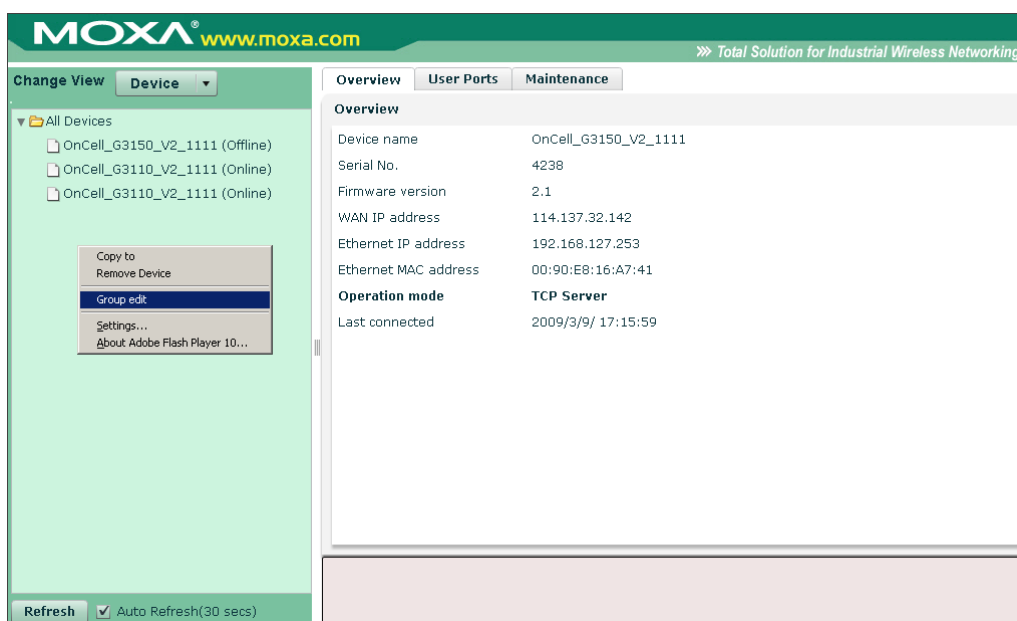 MOXA® www.moxa.com
>>> Total Solution for Industrial Wireless Networking
Change View Device
Overview User Ports Maintenance
All Devices
OnCell_G3150_V2_1111 (Offline)
OnCell_G3110_V2_1111 (Online)
OnCell_G3110_V2_1111 (Online)
Copy to
Remove Device
Group edit
Settings...
About Adobe Flash Player 10...
Overview
Device name OnCell_G3150_V2_1111
Serial No. 4238
Firmware version 2.1
WAN IP address 114.137.32.142
Ethernet IP address 192.168.127.253
Ethernet MAC address 00:90:E8:16:A7:41
Operation mode TCP Server
Last connected 2009/3/9/ 17:15:59
Refresh Auto Refresh(30 secs)